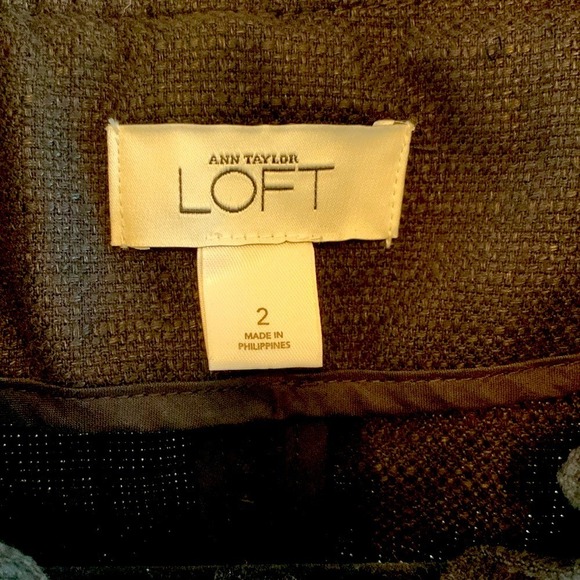 ANN TAYLOR
LOFT
2
MADE IN
PHILIPPINES